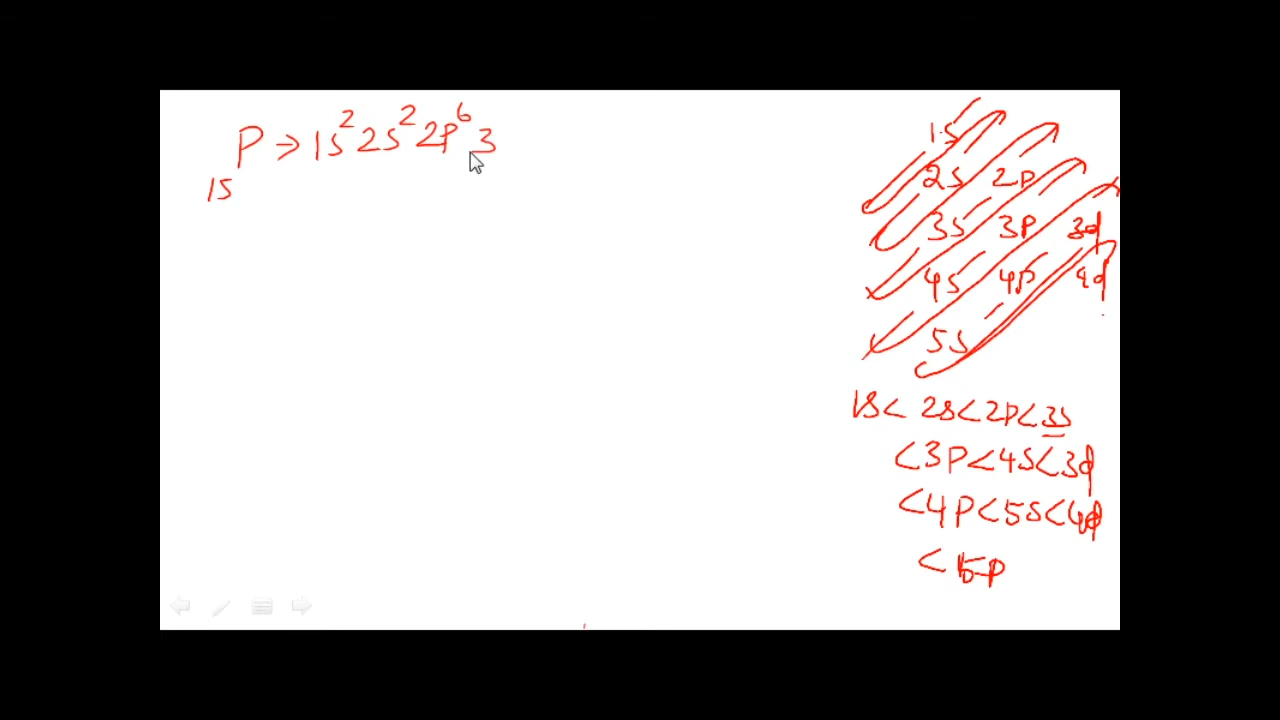 P → 1s² 2s² 2p⁶ 3
15
1s
2s 2p
3s 3p 3d
4s 4p 4d
5s
1s< 2s<2p<3s
<3p<4s<3d
<4p<5s<4d
<5p